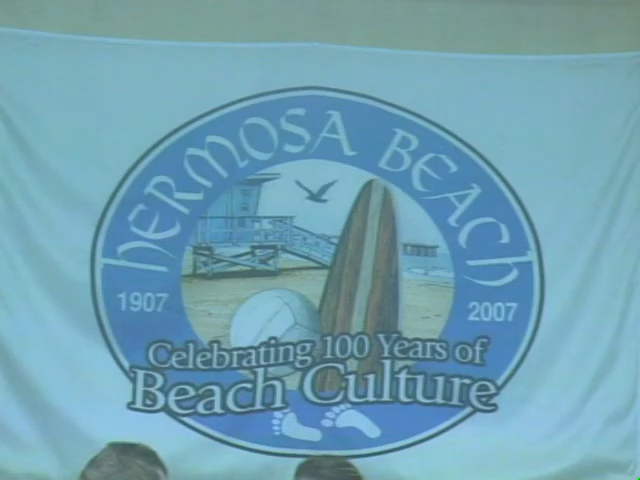 HERMOSA BEACH
1907
2007
Celebrating 100 Years of
Beach Culture